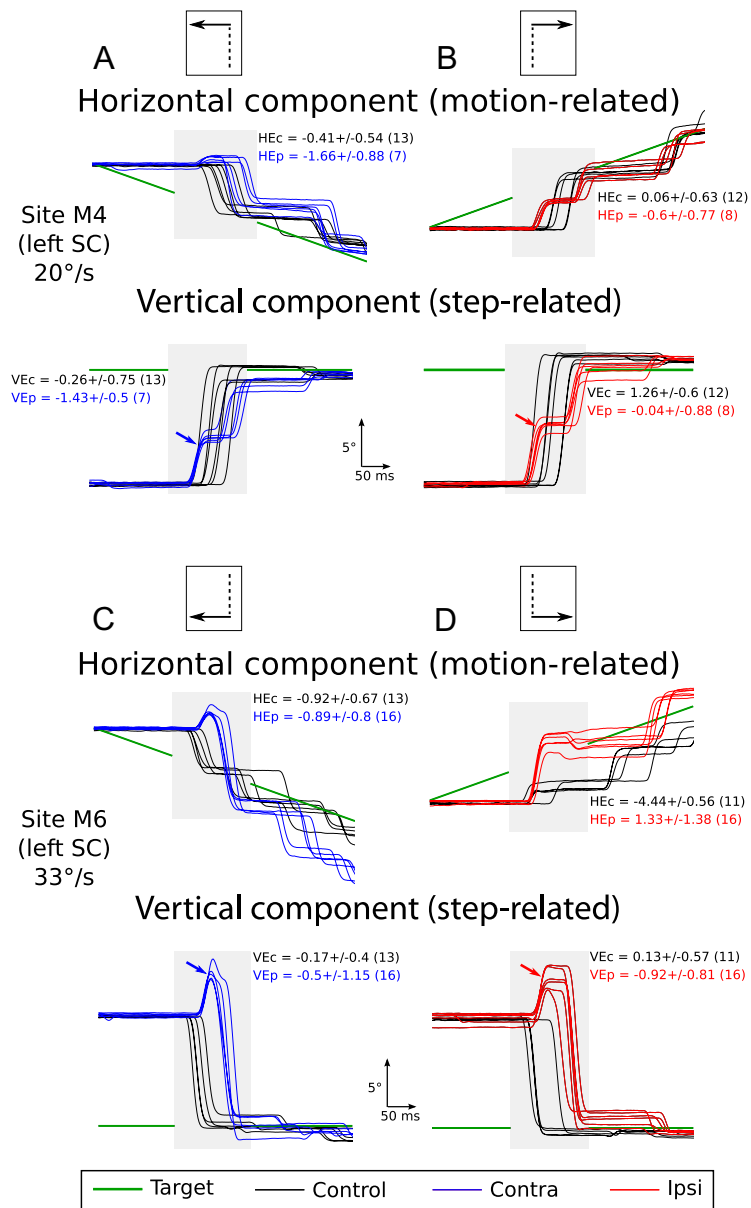 A
B
Horizontal component (motion-related)
HEc = -0.41+/-0.54 (13)
HEp = -1.66+/-0.88 (7)
HEc = 0.06+/-0.63 (12)
HEp = -0.6+/-0.77 (8)
Site M4
(left SC)
20°/s
Vertical component (step-related)
VEc = -0.26+/-0.75 (13)
VEp = -1.43+/-0.5 (7)
VEc = 1.26+/-0.6 (12)
VEp = -0.04+/-0.88 (8)
5°
50 ms
C
D
Horizontal component (motion-related)
HEc = -0.92+/-0.67 (13)
HEp = -0.89+/-0.8 (16)
HEc = -4.44+/-0.56 (11)
HEp = 1.33+/-1.38 (16)
Site M6
(left SC)
33°/s
Vertical component (step-related)
VEc = -0.17+/-0.4 (13)
VEp = -0.5+/-1.15 (16)
VEc = 0.13+/-0.57 (11)
VEp = -0.92+/-0.81 (16)
5°
50 ms
Target Control Contra Ipsi